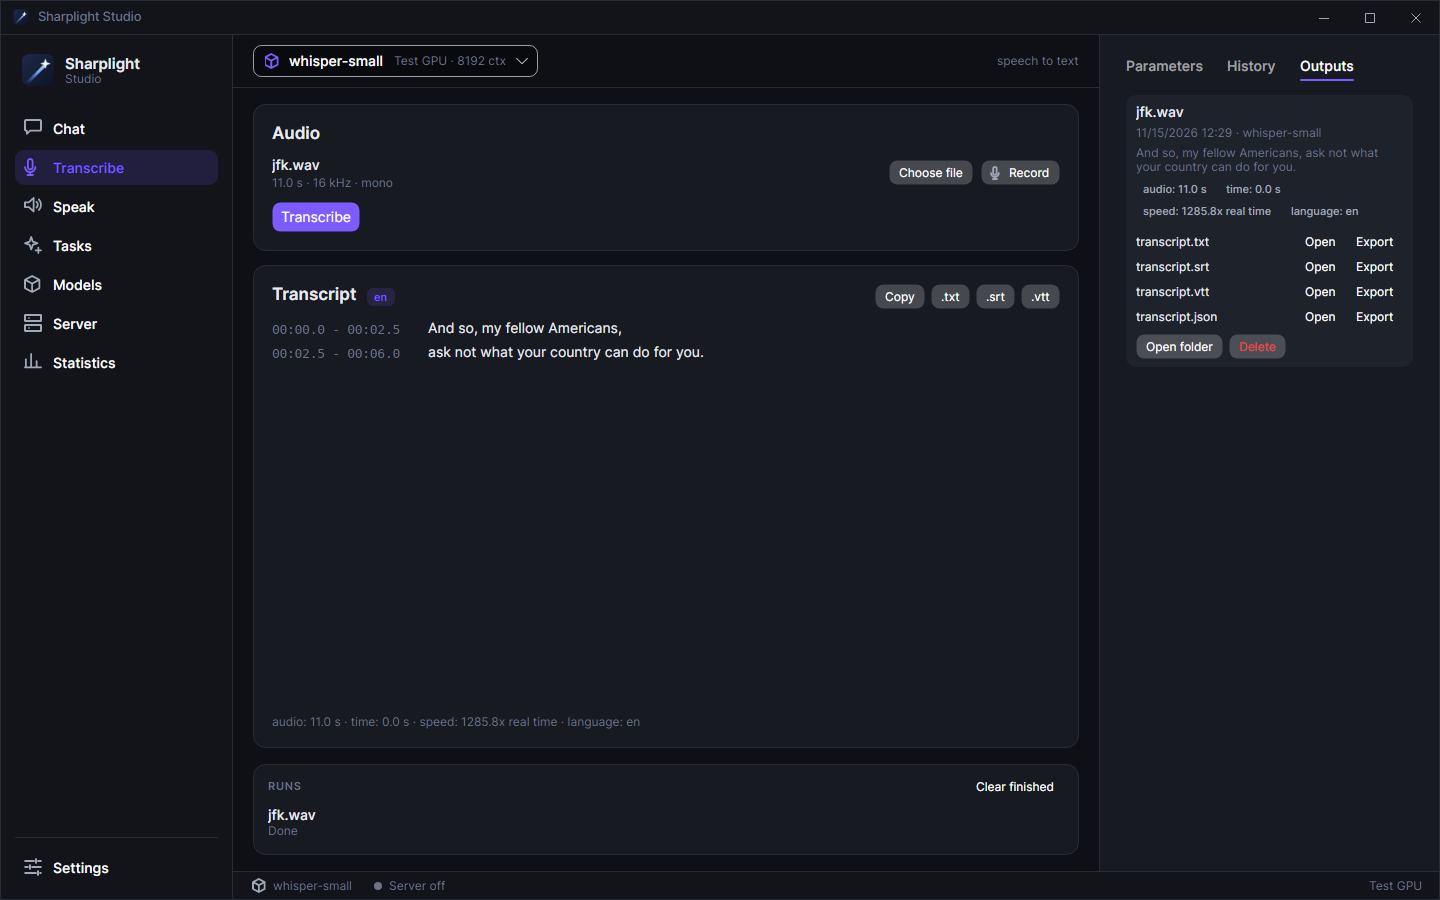 Sharplight Studio
Sharplight
Studio
Chat
Transcribe
Speak
Tasks
Models
Server
Statistics
Settings
whisper-small Test GPU · 8192 ctx
speech to text
Audio
jfk.wav
11.0 s · 16 kHz · mono
Choose file
Record
Transcribe
Transcript en
Copy .txt .srt .vtt
00:00.0 - 00:02.5 And so, my fellow Americans,
00:02.5 - 00:06.0 ask not what your country can do for you.
audio: 11.0 s · time: 0.0 s · speed: 1285.8x real time · language: en
RUNS
Clear finished
jfk.wav
Done
Parameters History Outputs
jfk.wav
11/15/2026 12:29 · whisper-small
And so, my fellow Americans, ask not what
your country can do for you.
audio: 11.0 s time: 0.0 s
speed: 1285.8x real time language: en
transcript.txt Open Export
transcript.srt Open Export
transcript.vtt Open Export
transcript.json Open Export
Open folder Delete
whisper-small Server off
Test GPU